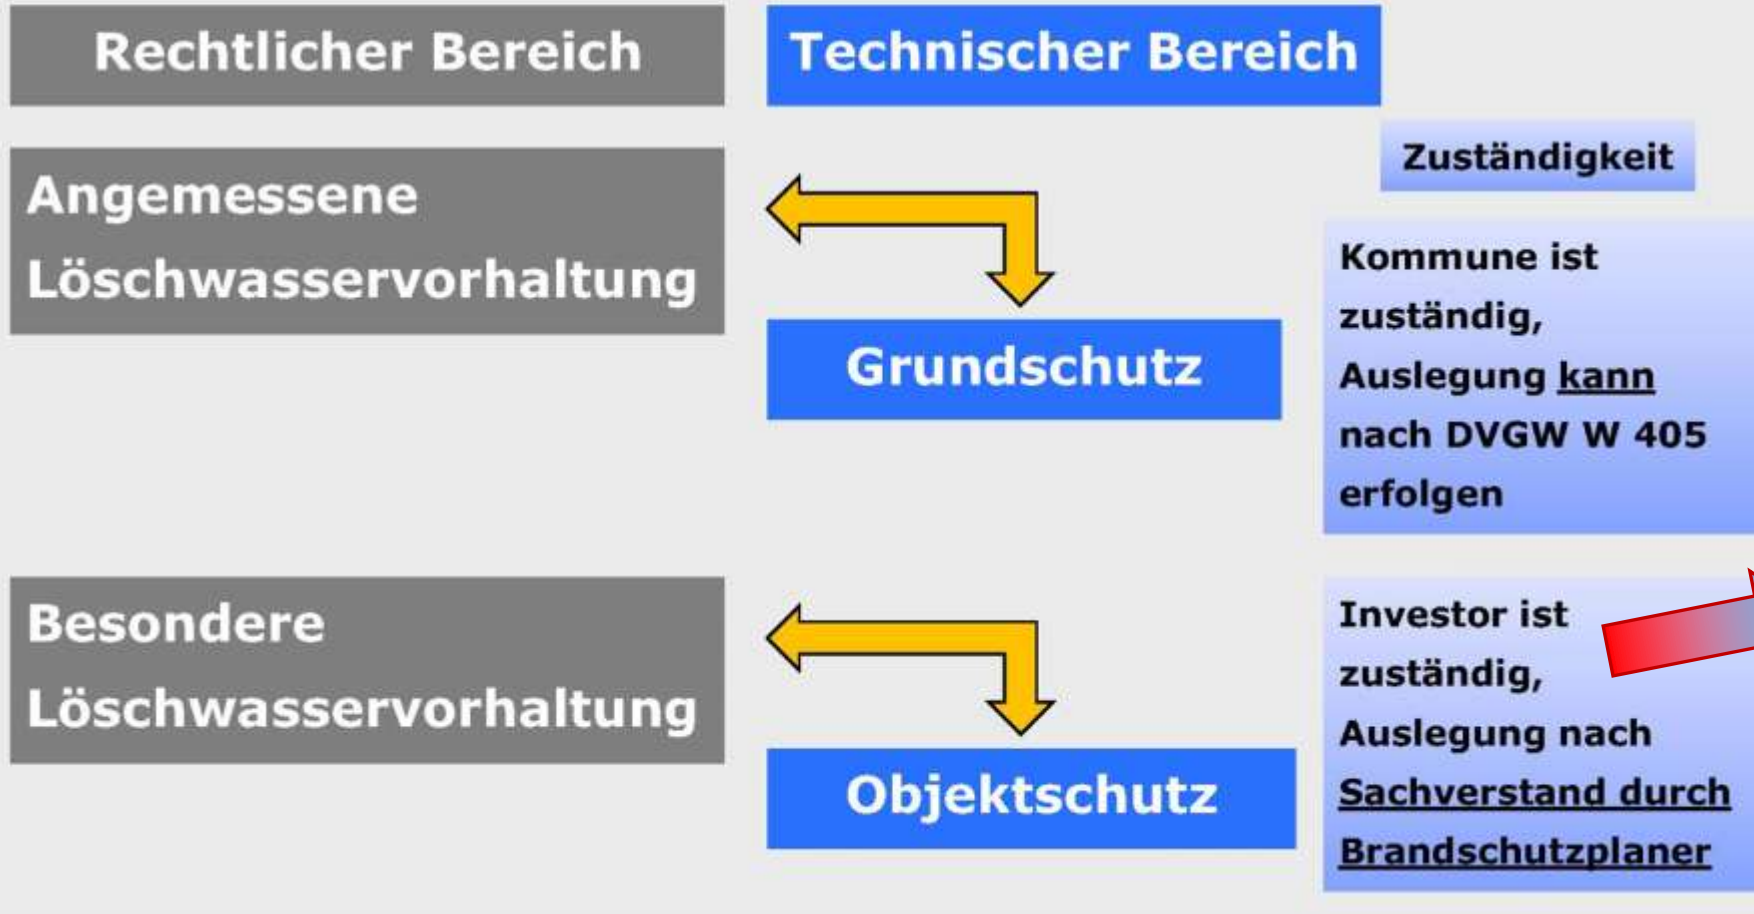 Rechtlicher Bereich
Technischer Bereich
Zuständigkeit
Angemessene
Löschwasservorhaltung
Grundschutz
Kommune ist
zuständig,
Auslegung kann
nach DVGW W 405
erfolgen
Besondere
Löschwasservorhaltung
Objektschutz
Investor ist
zuständig,
Auslegung nach
Sachverstand durch
Brandschutzplaner